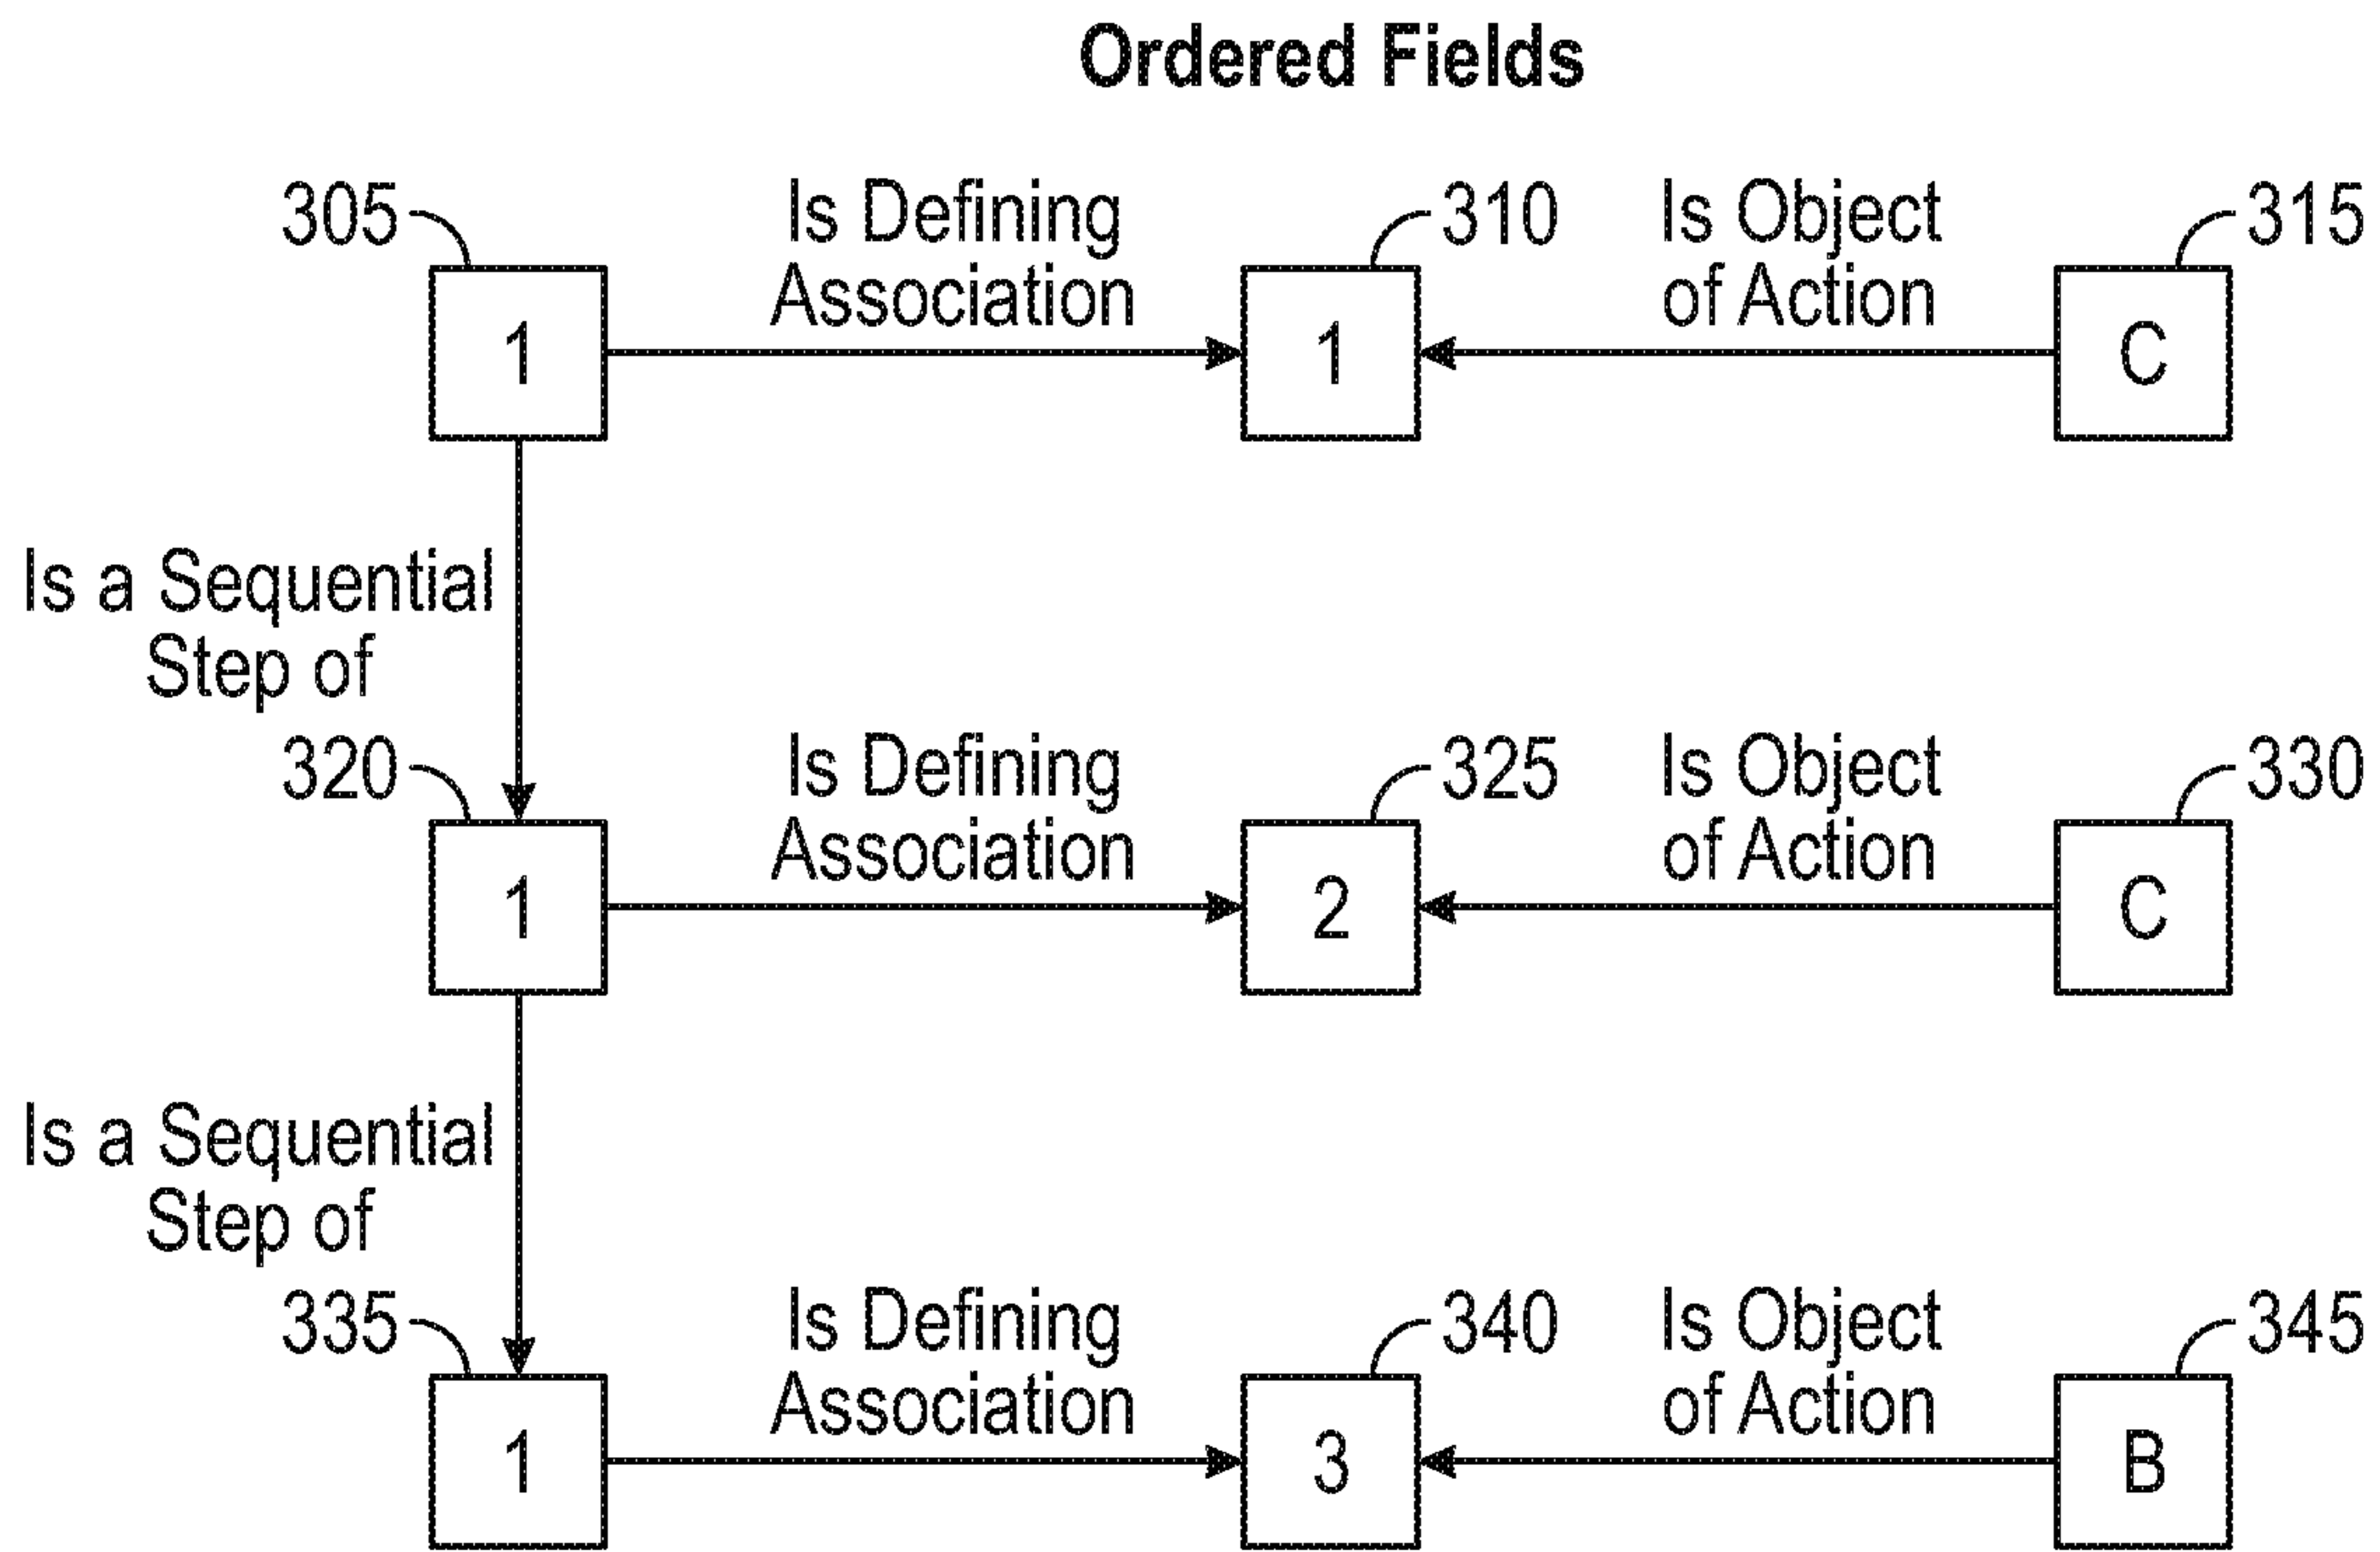 Ordered Fields
305
Is Defining
Association
310
Is Object
of Action
315
1
1
C
Is a Sequential
Step of
320
Is Defining
Association
325
Is Object
of Action
330
1
2
C
Is a Sequential
Step of
335
Is Defining
Association
340
Is Object
of Action
345
1
3
B